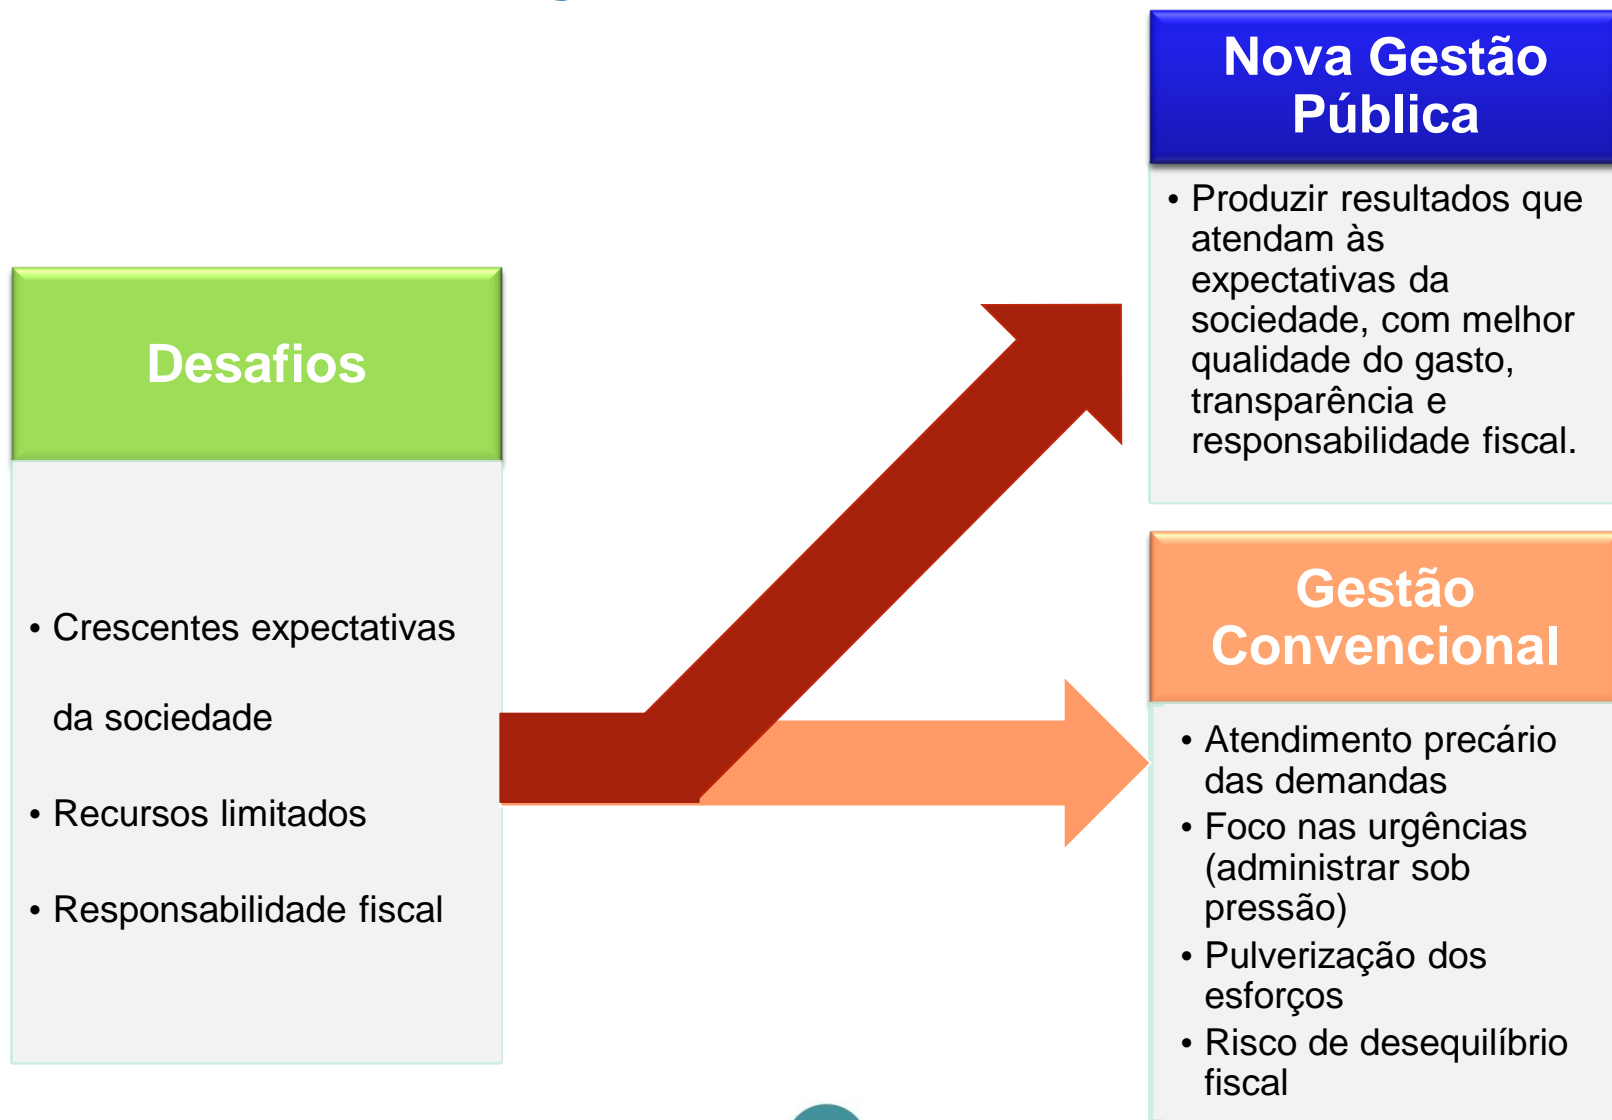 Desafios
• Crescentes expectativas
da sociedade
• Recursos limitados
• Responsabilidade fiscal
Nova Gestão
Pública
• Produzir resultados que
atendam às
expectativas da
sociedade, com melhor
qualidade do gasto,
transparência e
responsabilidade fiscal.
Gestão
Convencional
• Atendimento precário
das demandas
• Foco nas urgências
(administrar sob
pressão)
• Pulverização dos
esforços
• Risco de desequilíbrio
fiscal